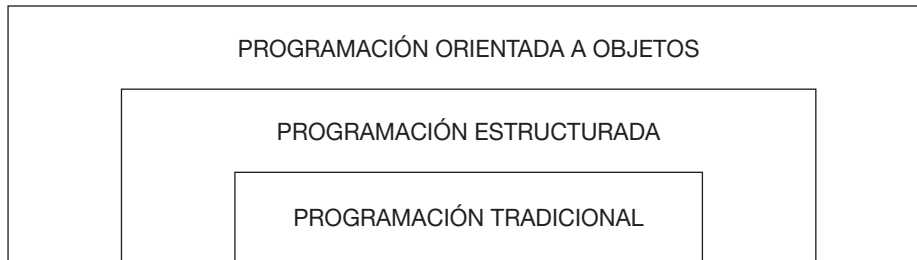 PROGRAMACIÓN ORIENTADA A OBJETOS
PROGRAMACIÓN ESTRUCTURADA
PROGRAMACIÓN TRADICIONAL